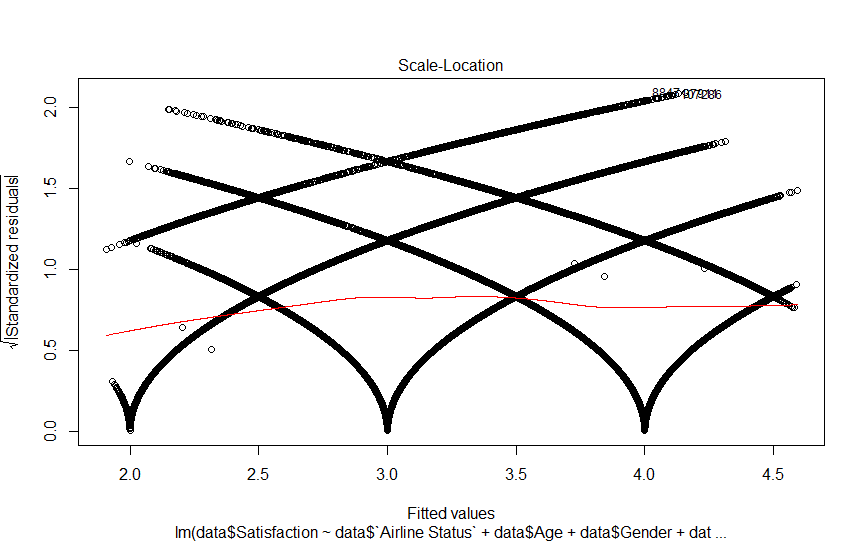 Scale-Location
√|Standardized residuals|
2.0
1.5
1.0
0.5
0.0
2.0 2.5 3.0 3.5 4.0 4.5
Fitted values
lm(data$Satisfaction ~ data$`Airline Status` + data$Age + data$Gender + dat ...